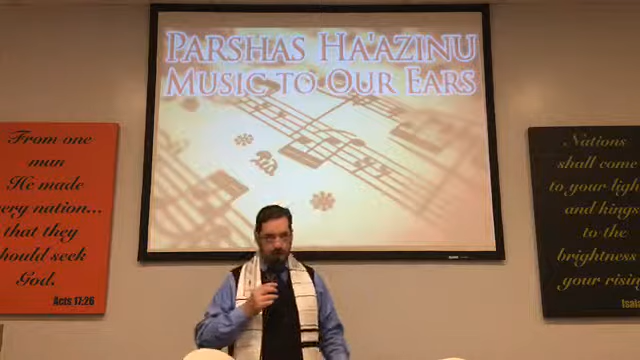 PARSHAS HA'AZINU
MUSIC TO OUR EARS
From one
man
He made
every nation...
that they
should seek
God.
Acts 17:26
Nations
shall come
to your light
and kings
to the
brightness
your rising